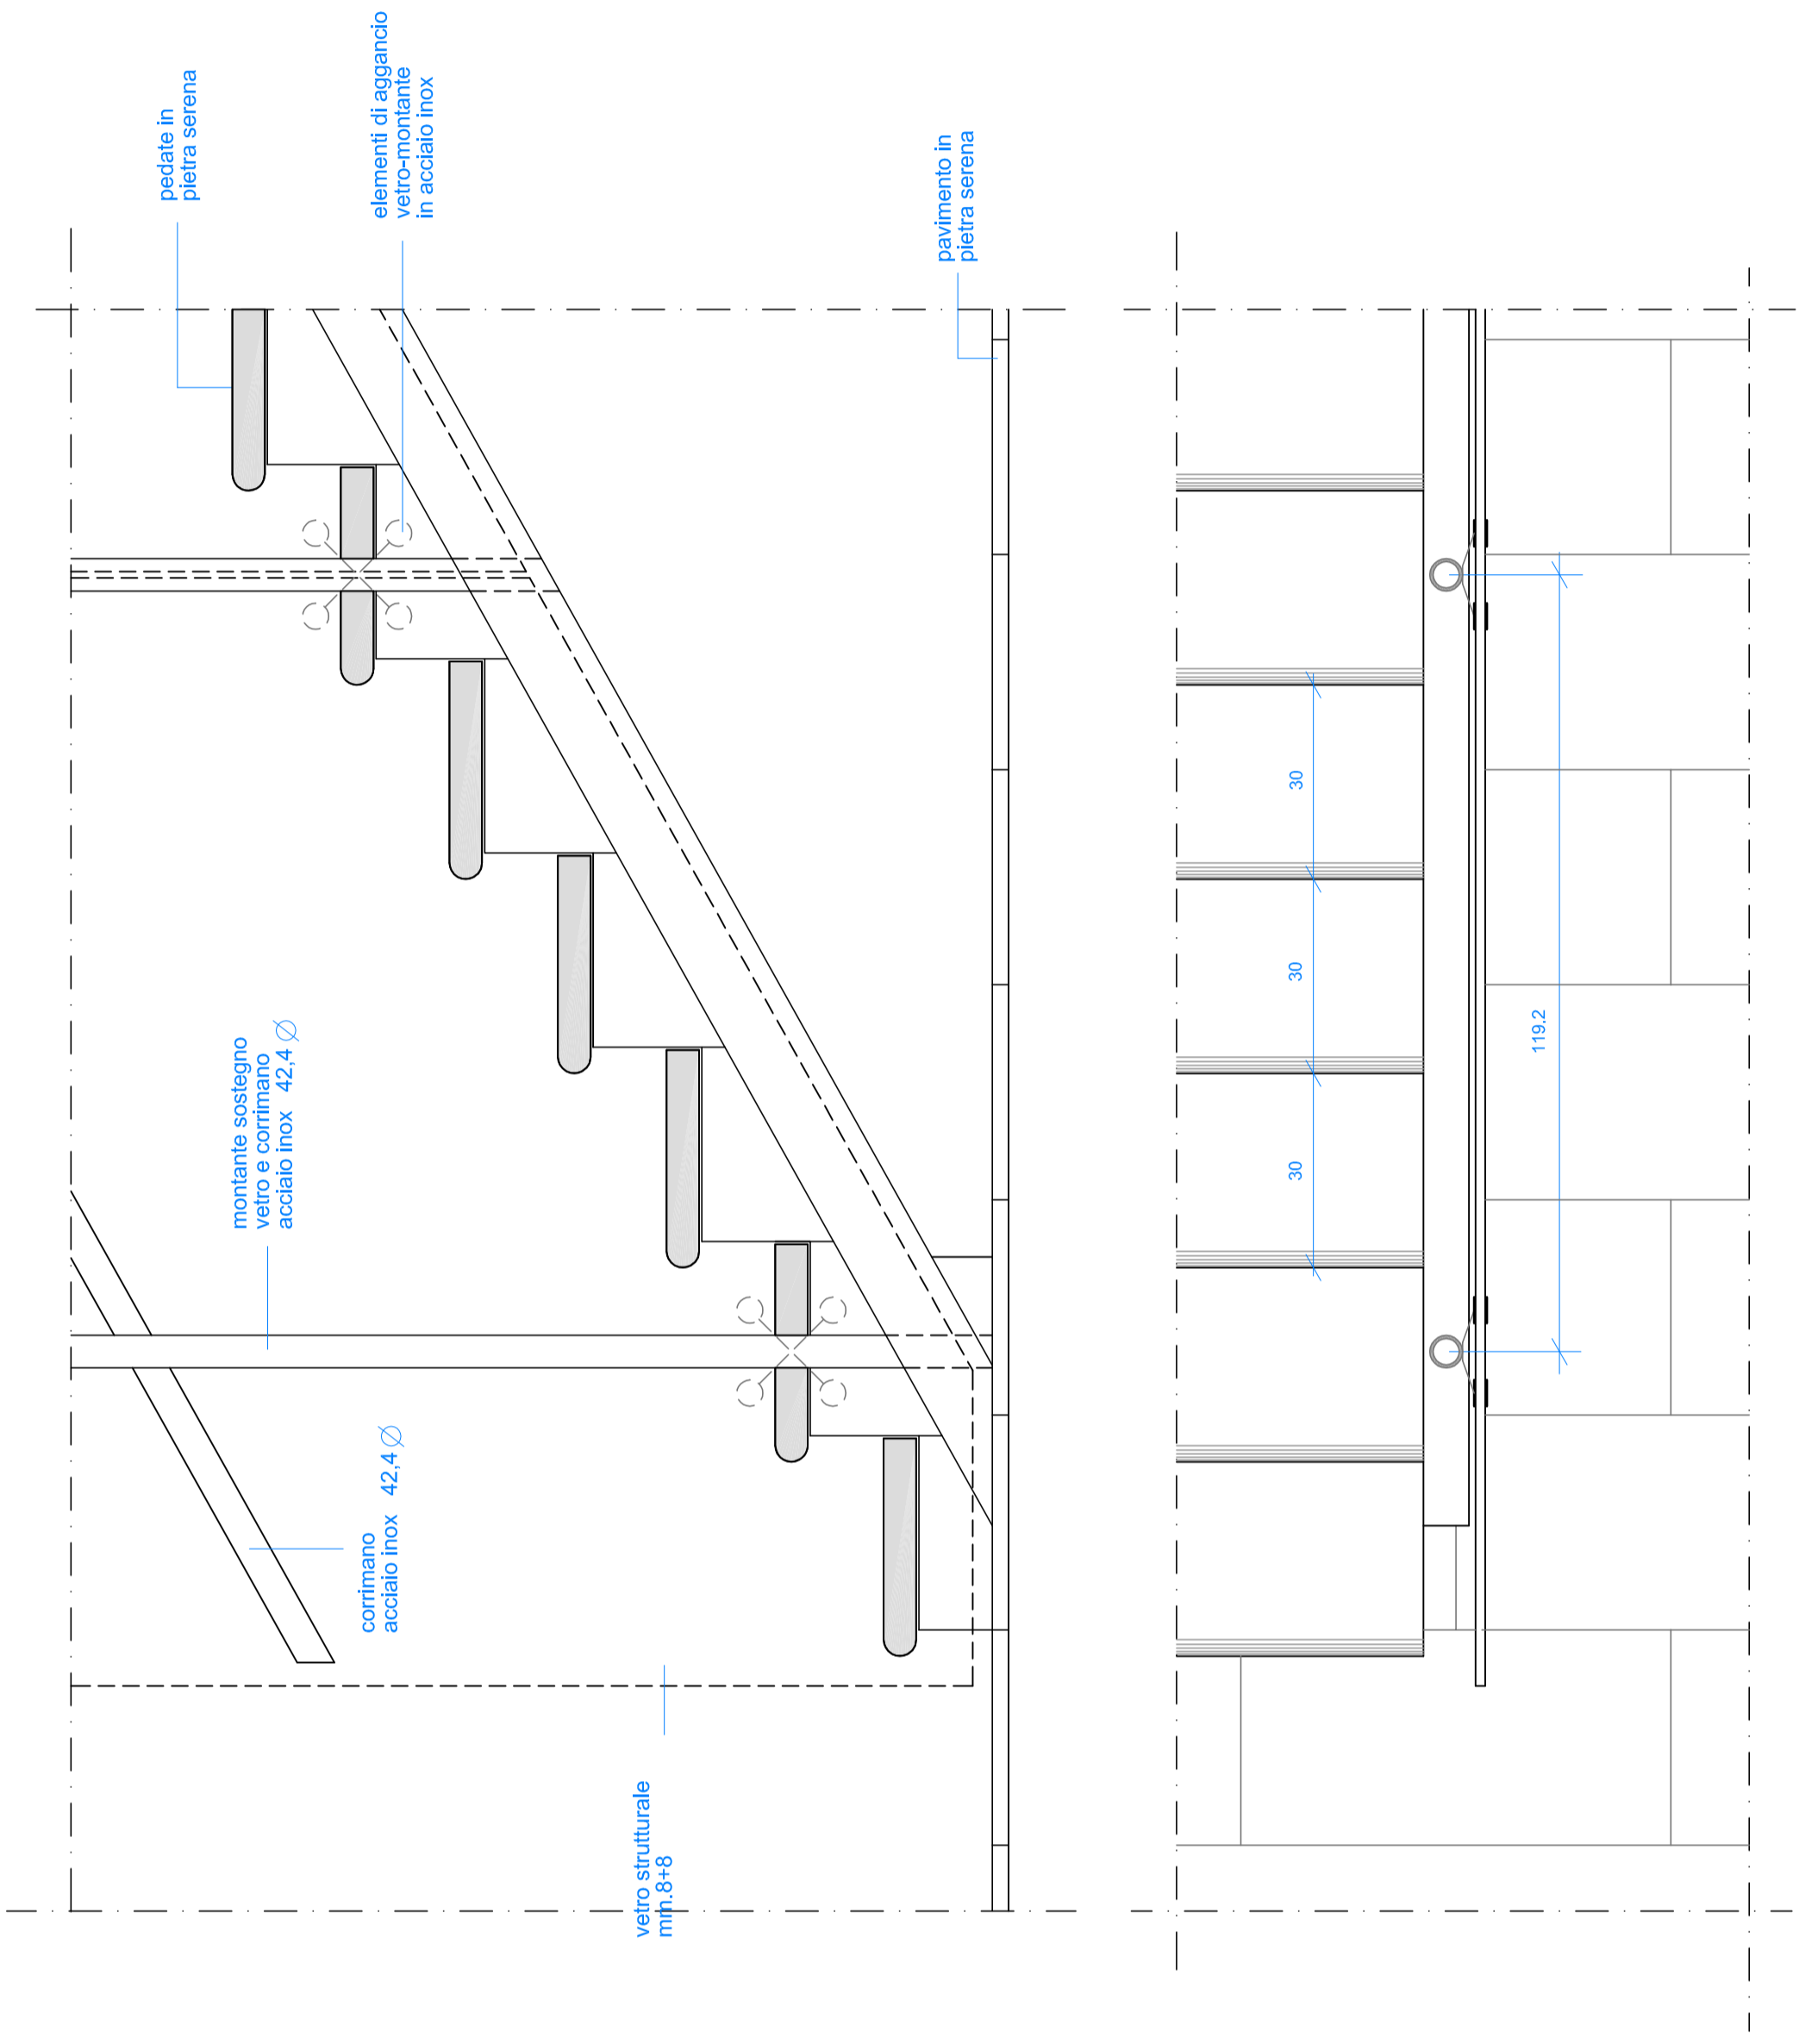 pedate in
pietra serena
elementi di aggancio
vetro-montante
in acciaio inox
pavimento in
pietra serena
montante sostegno
vetro e corrimano
acciaio inox 42,4 ∅
corrimano
acciaio inox 42,4 ∅
vetro strutturale
mm.8+8
30
30
30
119.2